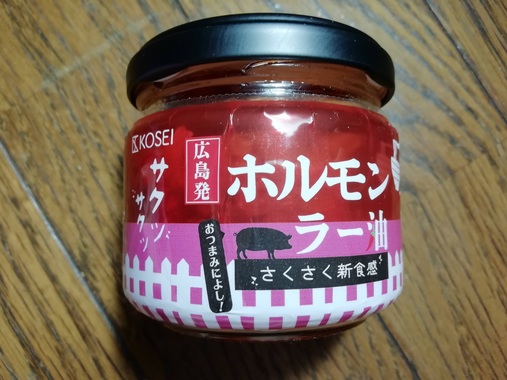 KOSEI
広島発
サクッ
サクッ
ホルモン
ラー油
おつまみによし！
さくさく新食感